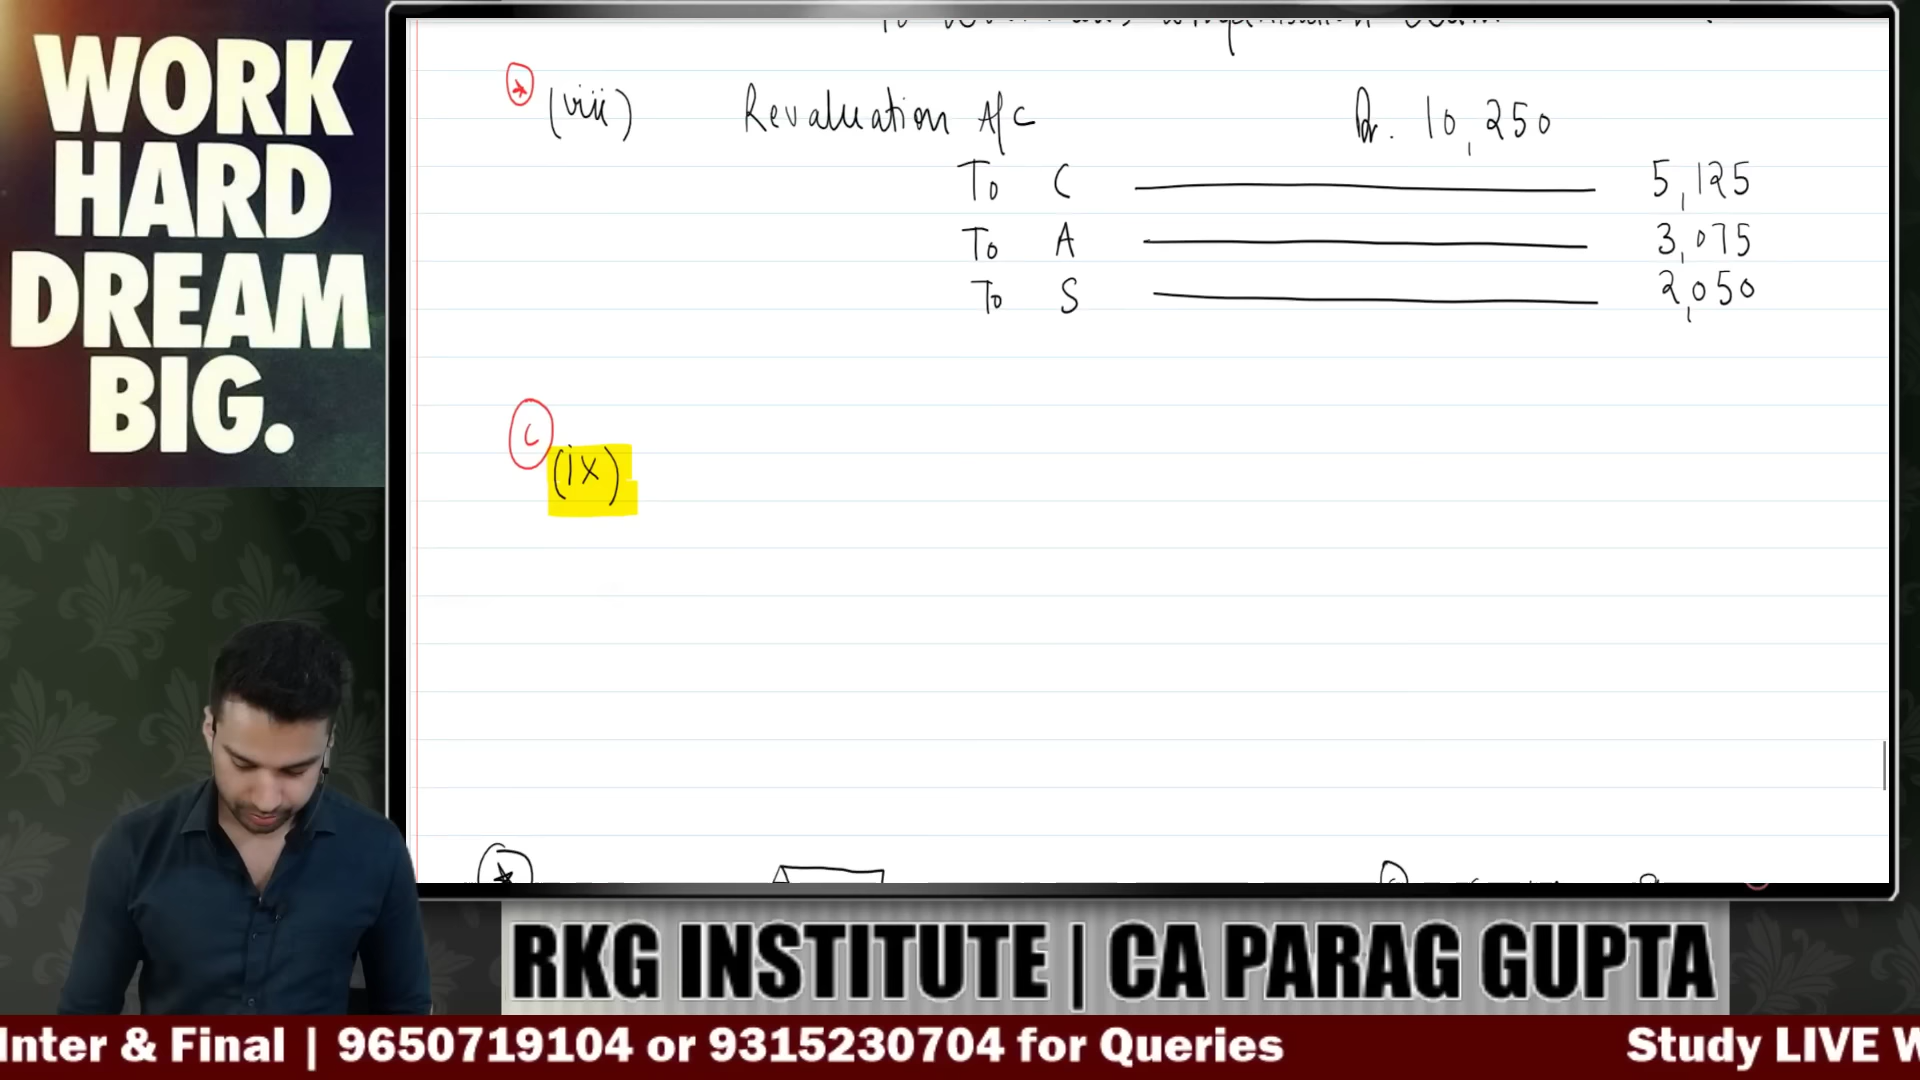 WORK
HARD
DREAM
BIG.
(viii) Revaluation A/C Dr. 10,250
To C 5,125
To A 3,075
To S 2,050
C
(ix)
RKG INSTITUTE | CA PARAG GUPTA
Inter & Final | 9650719104 or 9315230704 for Queries Study LIVE W